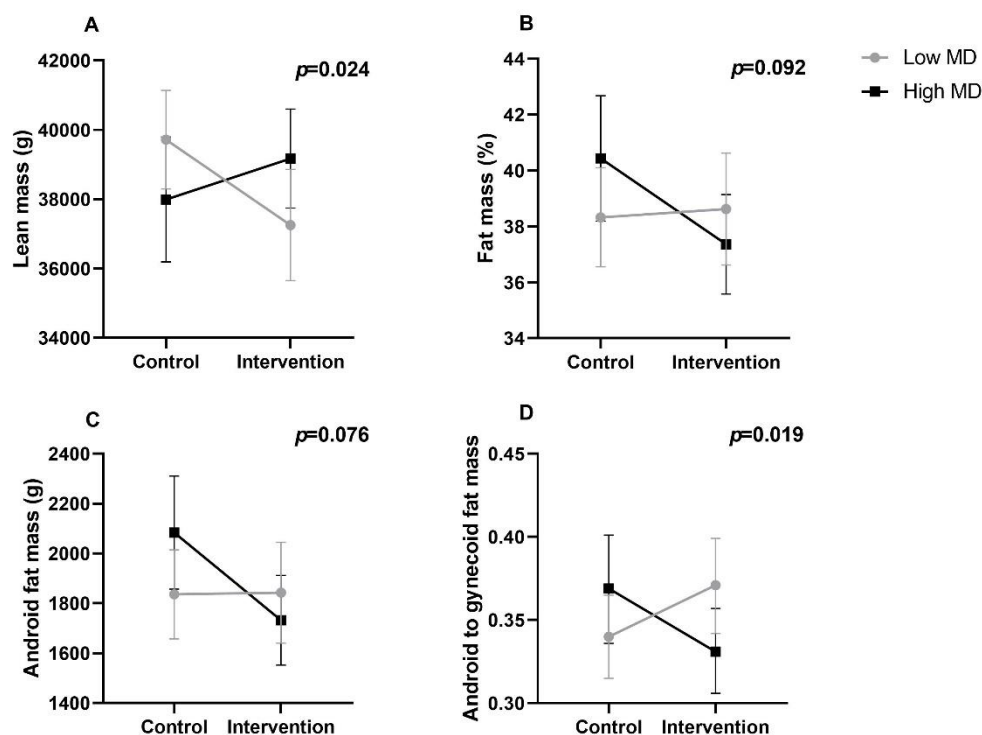 A
Lean mass (g)
42000
40000
38000
36000
34000
p=0.024
Control
Intervention
B
Fat mass (%)
44
42
40
38
36
34
p=0.092
Control
Intervention
Low MD
High MD
C
Android fat mass (g)
2400
2200
2000
1800
1600
1400
p=0.076
Control
Intervention
D
Android to gynecoid fat mass
0.45
0.40
0.35
0.30
p=0.019
Control
Intervention